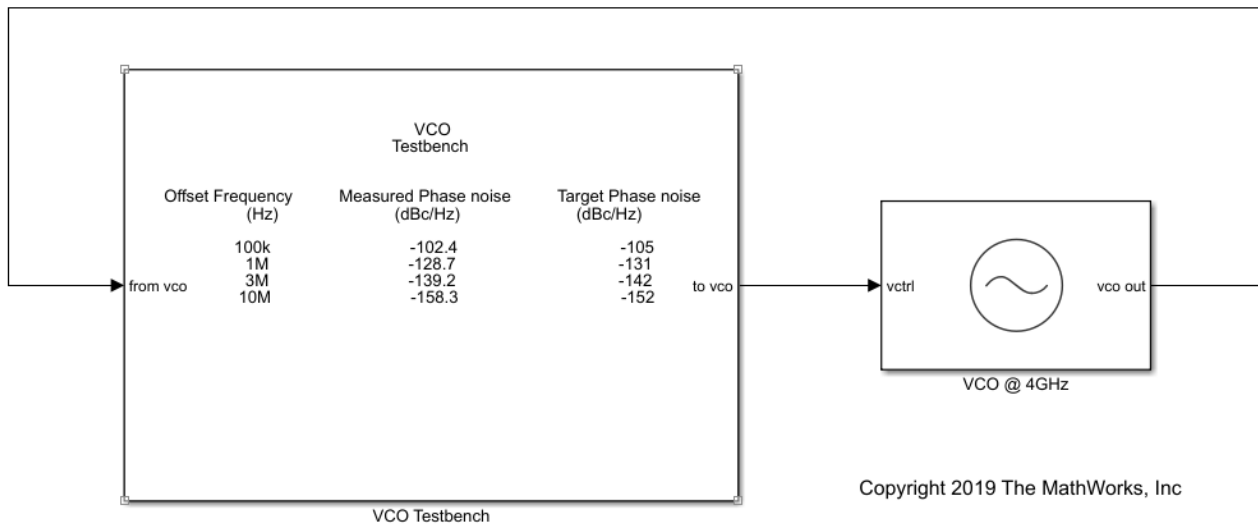 VCO
Testbench
Offset Frequency Measured Phase noise Target Phase noise
(Hz) (dBc/Hz) (dBc/Hz)
100k -102.4 -105
1M -128.7 -131
3M -139.2 -142
from vco 10M -158.3 -152 to vco
vctrl vco out
VCO @ 4GHz
Copyright 2019 The MathWorks, Inc
VCO Testbench